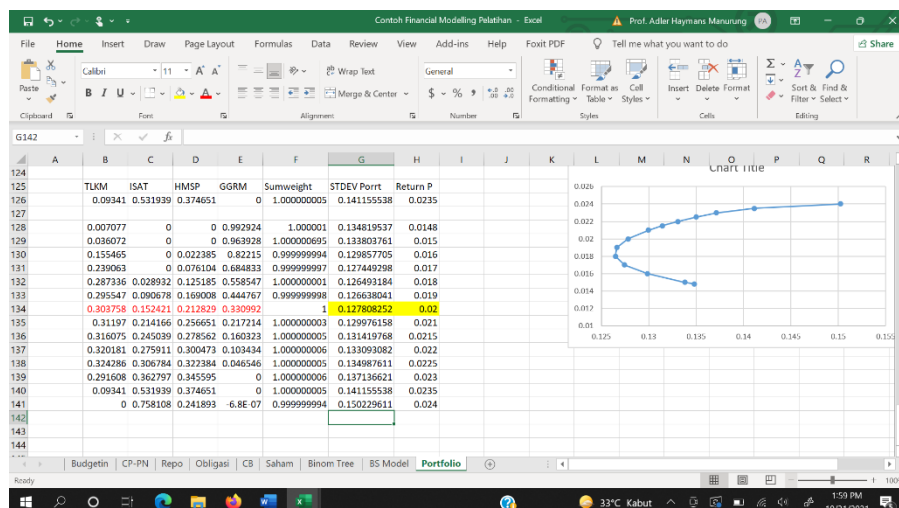 Contoh Financial Modelling Pelatihan - Excel
Prof. Adler Haymans Manurung PA
File Home Insert Draw Page Layout Formulas Data Review View Add-ins Help Foxit PDF Tell me what you want to do Share
Paste
Calibri 11 A A
B I U A
Wrap Text
Merge & Center
General
$ % 9
Conditional Formatting
Format as Table
Cell Styles
Insert Delete Format
Sort & Filter
Find & Select
Clipboard Font Alignment Number Styles Cells Editing
G142 fx
A B C D E F G H I J K L M N O P Q R
124
125 TLKM ISAT HMSP GGRM Sumweight STDEV Porrt Return P
126 0.09341 0.531939 0.374651 0 1.000000005 0.141155538 0.0235
127
128 0.007077 0 0 0.992924 1.000001 0.134819537 0.0148
129 0.036072 0 0 0.963928 1.000000695 0.133803761 0.015
130 0.155465 0 0.022385 0.82215 0.999999994 0.129857705 0.016
131 0.239063 0 0.076104 0.684833 0.999999997 0.127449298 0.017
132 0.287336 0.028932 0.125185 0.558547 1.000000001 0.126493184 0.018
133 0.295547 0.090678 0.169008 0.444767 0.999999998 0.126638041 0.019
134 0.303758 0.152421 0.212829 0.330992 1 0.127808252 0.02
135 0.31197 0.214166 0.256651 0.217214 1.000000003 0.129976158 0.021
136 0.316075 0.245039 0.278562 0.160323 1.000000005 0.131419768 0.0215
137 0.320181 0.275911 0.300473 0.103434 1.000000006 0.133093082 0.022
138 0.324286 0.306784 0.322384 0.046546 1.000000005 0.134987611 0.0225
139 0.291608 0.362797 0.345595 0 1.000000006 0.137136621 0.023
140 0.09341 0.531939 0.374651 0 1.000000005 0.141155538 0.0235
141 0 0.758108 0.241893 -6.8E-07 0.999999994 0.150229611 0.024
142
143
144
Chart Title
0.026
0.024
0.022
0.02
0.018
0.016
0.014
0.012
0.01
0.125 0.13 0.135 0.14 0.145 0.15 0.155
Budgetin CP-PN Repo Obligasi CB Saham Binom Tree BS Model Portfolio
Ready
33°C Kabut
1:59 PM